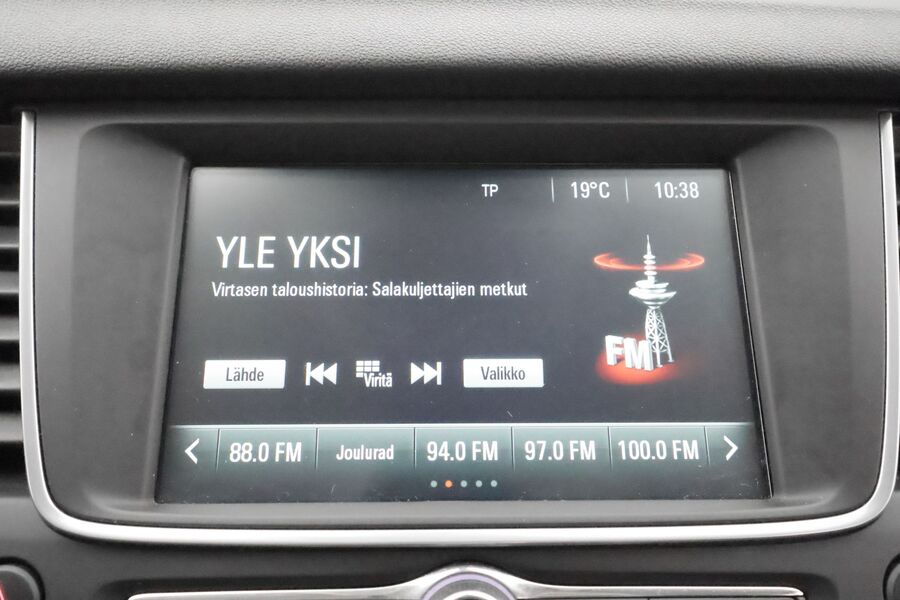 TP 19°C 10:38
YLE YKSI
Virtasen taloushistoria: Salakuljettajien metkut
FM
Lähde Viritä Valikko
88.0 FM Joulurad 94.0 FM 97.0 FM 100.0 FM